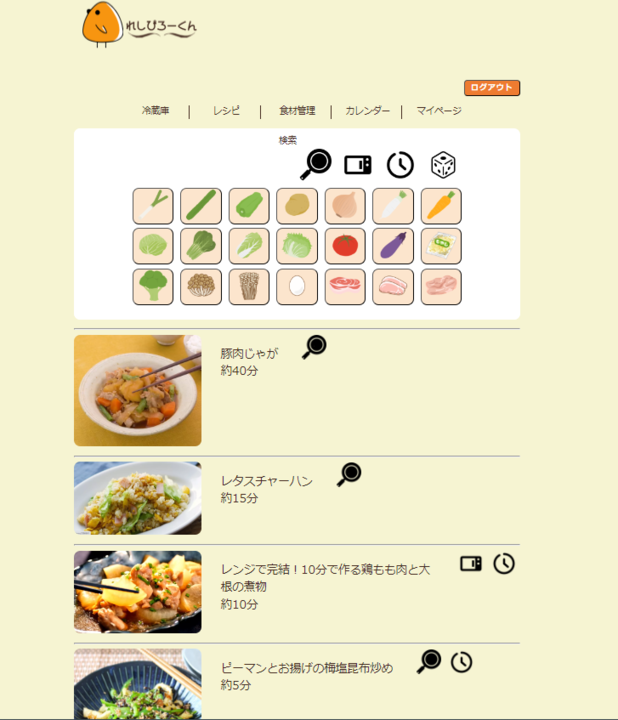 れしぴろーくん
ログアウト
冷蔵庫
レシピ
食材管理
カレンダー
マイページ
検索
豚肉じゃが
約40分
レタスチャーハン
約15分
レンジで完結！10分で作る鶏もも肉と大
根の煮物
約10分
ピーマンとお揚げの梅塩昆布炒め
約5分